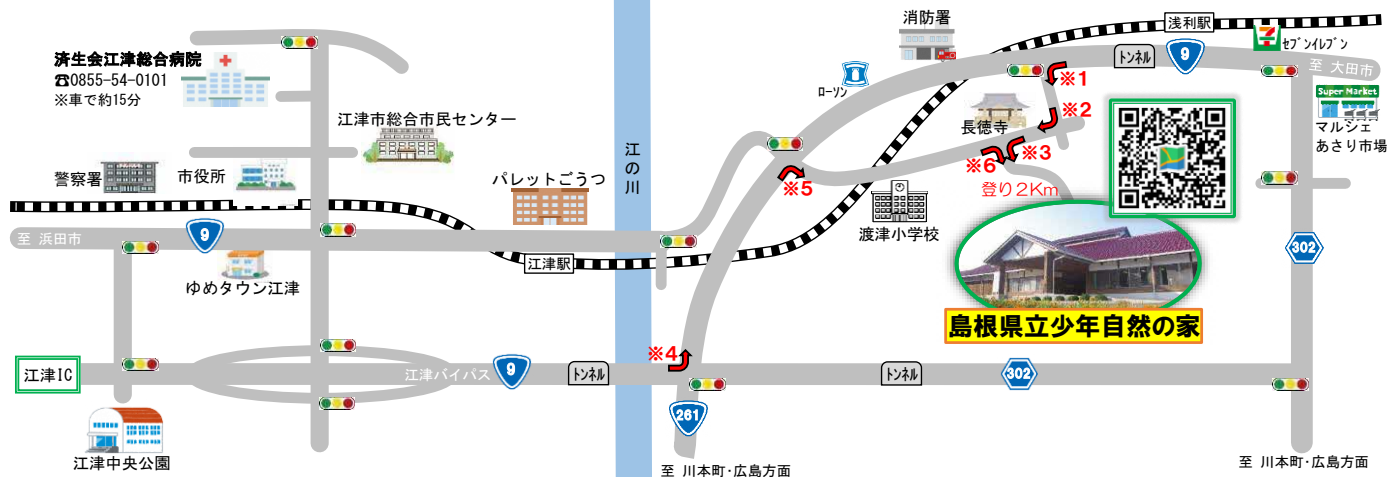 済生会江津総合病院
☎0855-54-0101
※車で約15分
江津市総合市民センター
警察署
市役所
パレットごうつ
江の川
至 浜田市
9
ゆめタウン江津
江津駅
江津IC
江津バイパス
9
トンネル
江津中央公園
※4
261
至 川本町・広島方面
消防署
ローソン
長徳寺
※1
※2
※3
※6
※5
登り2Km
渡津小学校
トンネル
9
浅利駅
7
ELEVEN
セブンイレブン
至 大田市
Super Market
マルシェ
あさり市場
島根県立少年自然の家
302
トンネル
302
至 川本町・広島方面